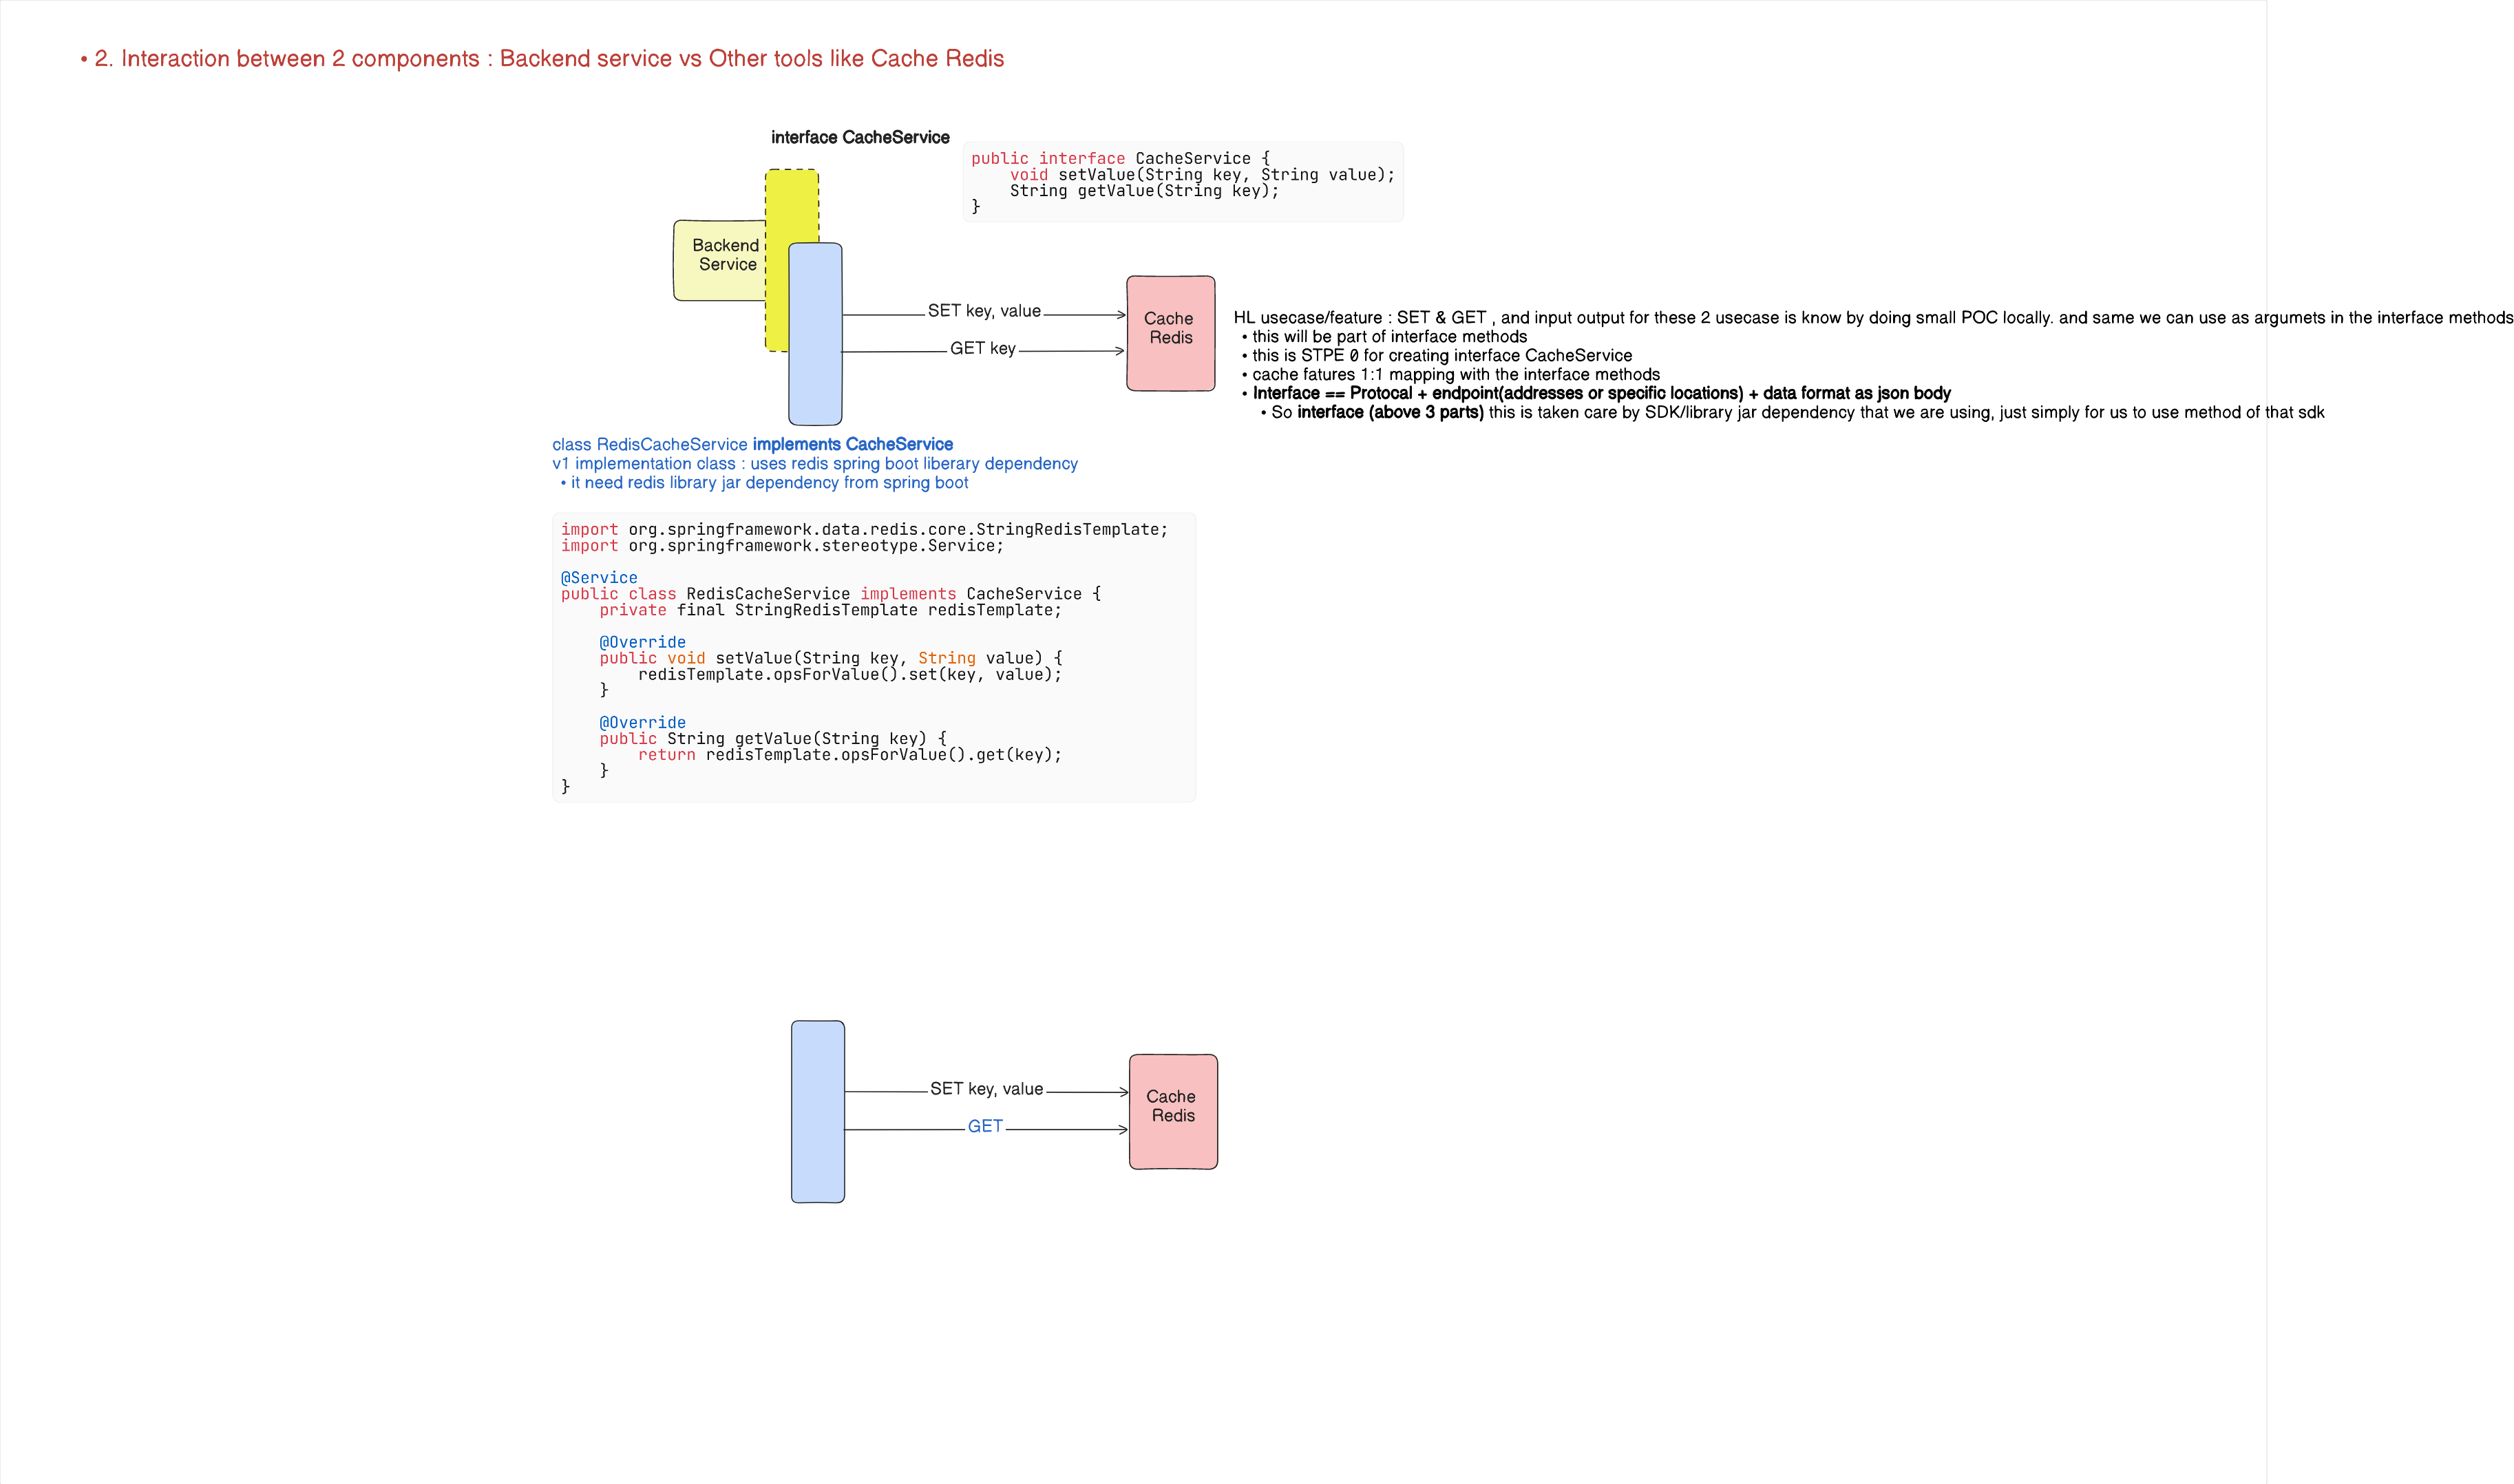 • 2. Interaction between 2 components : Backend service vs Other tools like Cache Redis
interface CacheService
public interface CacheService {
void setValue(String key, String value);
String getValue(String key);
}
Backend
Service
SET key, value
GET key
Cache
Redis
HL usecase/feature : SET & GET , and input output for these 2 usecase is know by doing small POC locally. and same we can use as argumets in the interface methods
• this will be part of interface methods
• this is STPE 0 for creating interface CacheService
• cache fatures 1:1 mapping with the interface methods
• Interface == Protocal + endpoint(addresses or specific locations) + data format as json body
• So interface (above 3 parts) this is taken care by SDK/library jar dependency that we are using, just simply for us to use method of that sdk
class RedisCacheService implements CacheService
v1 implementation class : uses redis spring boot liberary dependency
• it need redis library jar dependency from spring boot
import org.springframework.data.redis.core.StringRedisTemplate;
import org.springframework.stereotype.Service;
@Service
public class RedisCacheService implements CacheService {
private final StringRedisTemplate redisTemplate;
@Override
public void setValue(String key, String value) {
redisTemplate.opsForValue().set(key, value);
}
@Override
public String getValue(String key) {
return redisTemplate.opsForValue().get(key);
}
}
SET key, value
GET
Cache
Redis